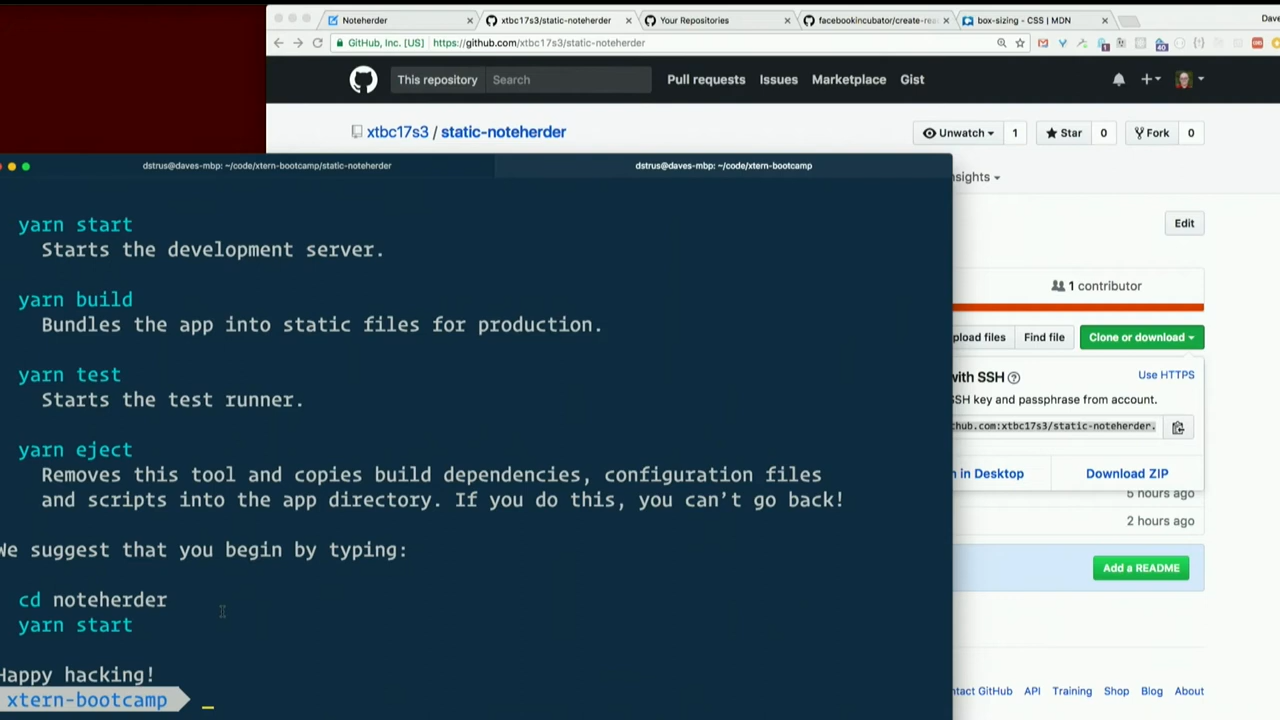 Noteherder
xtbc17s3/static-noteherder
Your Repositories
facebookincubator/create-rea
box-sizing - CSS | MDN
Dave
GitHub, Inc. [US]
https://github.com/xtbc17s3/static-noteherder
This repository
Search
Pull requests
Issues
Marketplace
Gist
xtbc17s3 / static-noteherder
Unwatch
1
Star
0
Fork
0
dstrus@daves-mbp: ~/code/xtern-bootcamp/static-noteherder
dstrus@daves-mbp: ~/code/xtern-bootcamp
nsights
Edit
1 contributor
pload files
Find file
Clone or download
with SSH
Use HTTPS
SSH key and passphrase from account.
hub.com:xtbc17s3/static-noteherder.
n in Desktop
Download ZIP
5 hours ago
2 hours ago
Add a README
ntact GitHub
API
Training
Shop
Blog
About
yarn start
Starts the development server.
yarn build
Bundles the app into static files for production.
yarn test
Starts the test runner.
yarn eject
Removes this tool and copies build dependencies, configuration files
and scripts into the app directory. If you do this, you can’t go back!
We suggest that you begin by typing:
cd noteherder
yarn start
Happy hacking!
xtern-bootcamp